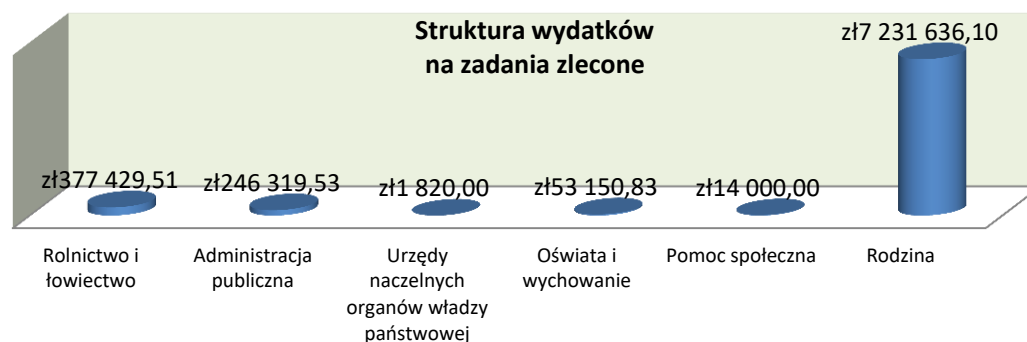 Struktura wydatków
na zadania zlecone
zł377 429,51
zł246 319,53
zł1 820,00
zł53 150,83
zł14 000,00
zł7 231 636,10
Rolnictwo i
łowiectwo
Administracja
publiczna
Urzędy
naczelnych
organów władzy
państwowej
Oświata i
wychowanie
Pomoc społeczna
Rodzina